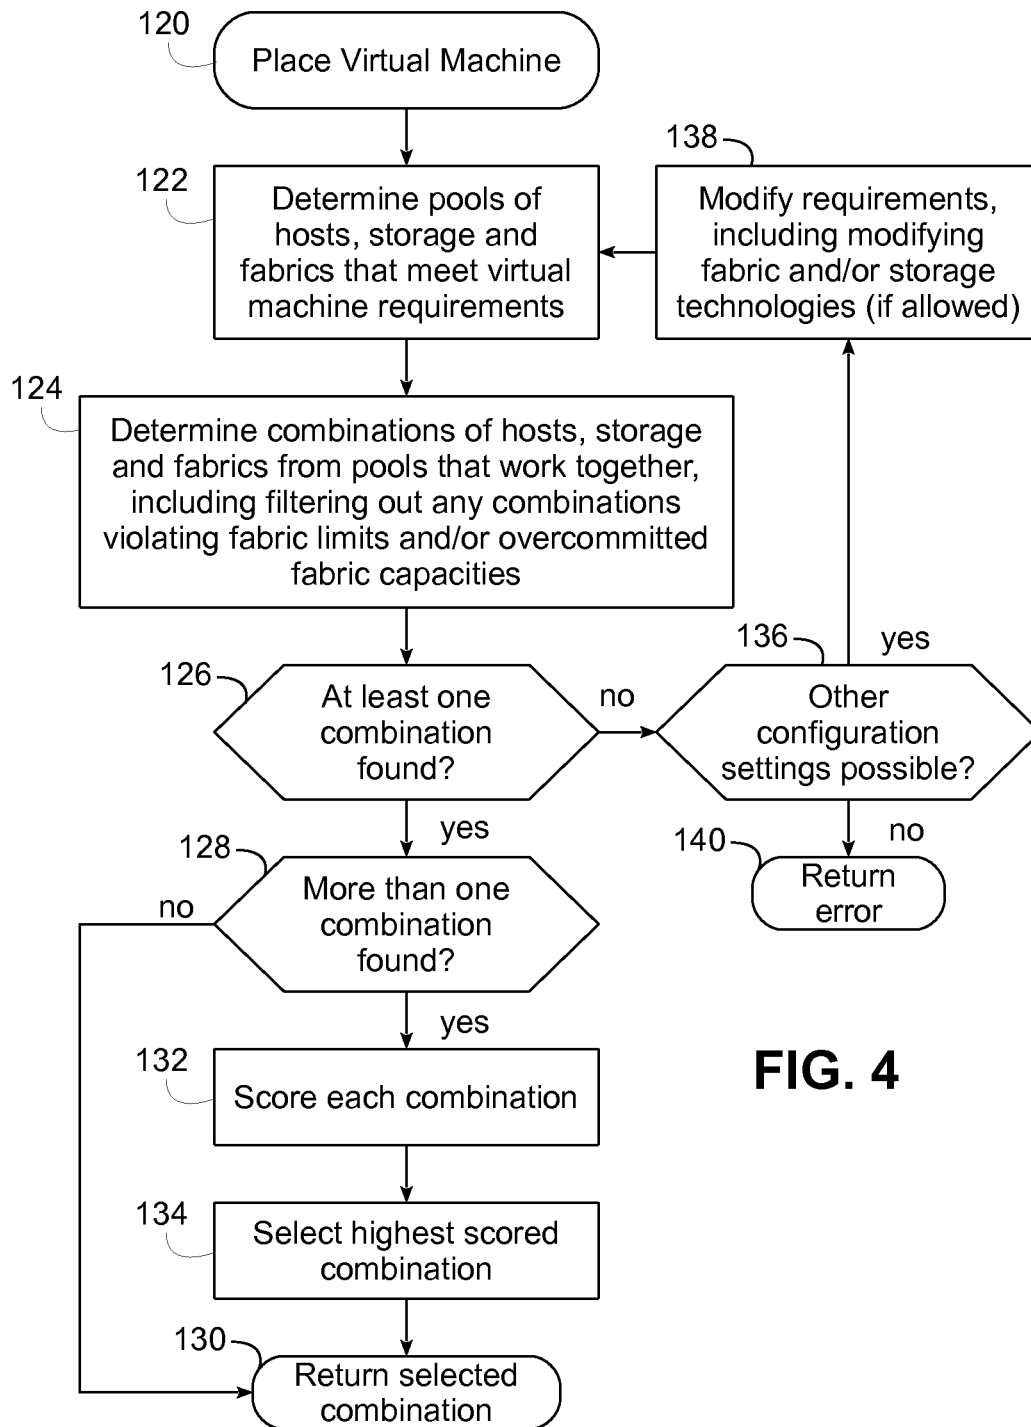 120
Place Virtual Machine
122
Determine pools of
hosts, storage and
fabrics that meet virtual
machine requirements
138
Modify requirements,
including modifying
fabric and/or storage
technologies (if allowed)
124
Determine combinations of hosts, storage
and fabrics from pools that work together,
including filtering out any combinations
violating fabric limits and/or overcommitted
fabric capacities
126
At least one
combination
found?
no
136
yes
Other
configuration
settings possible?
yes
no
128
More than one
combination
found?
no
140
Return
error
yes
132
Score each combination
FIG. 4
134
Select highest scored
combination
130
Return selected
combination